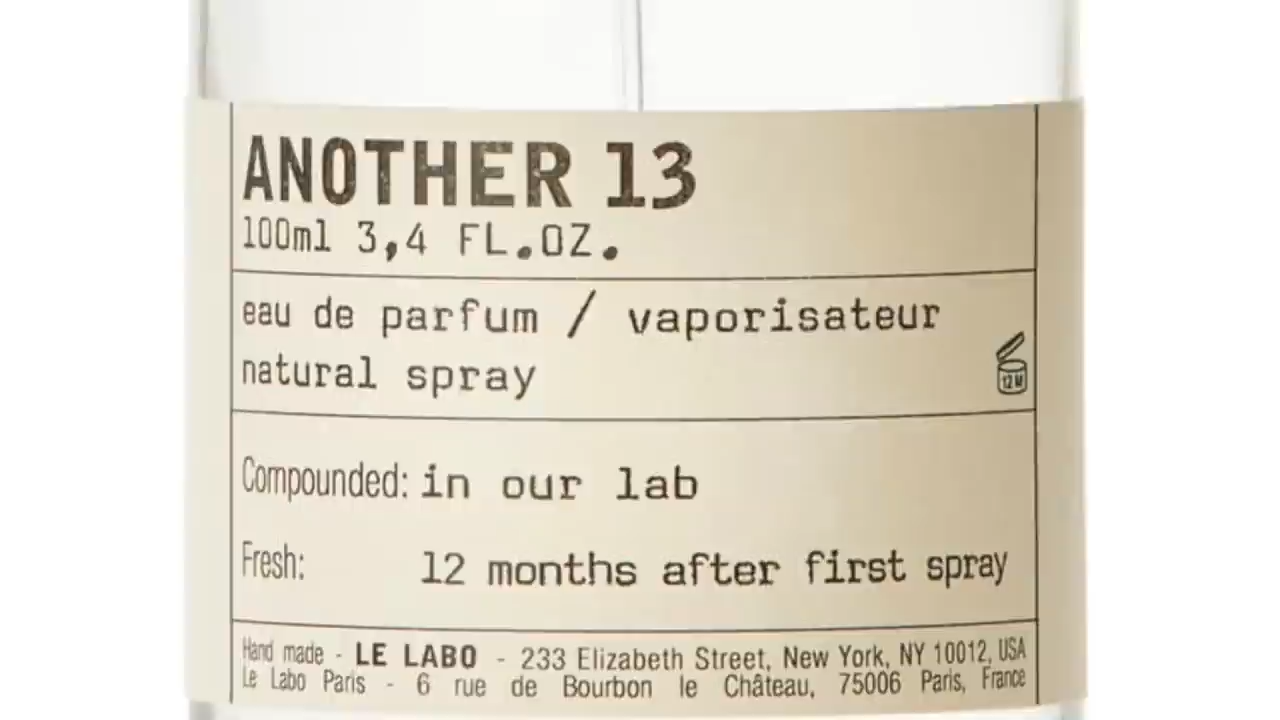 ANOTHER 13
100ml 3,4 FL.OZ.
eau de parfum / vaporisateur
natural spray
12M
Compounded: in our lab
Fresh: 12 months after first spray
Hand made - LE LABO - 233 Elizabeth Street, New York, NY 10012, USA
Le Labo Paris - 6 rue de Bourbon le Château, 75006 Paris, France